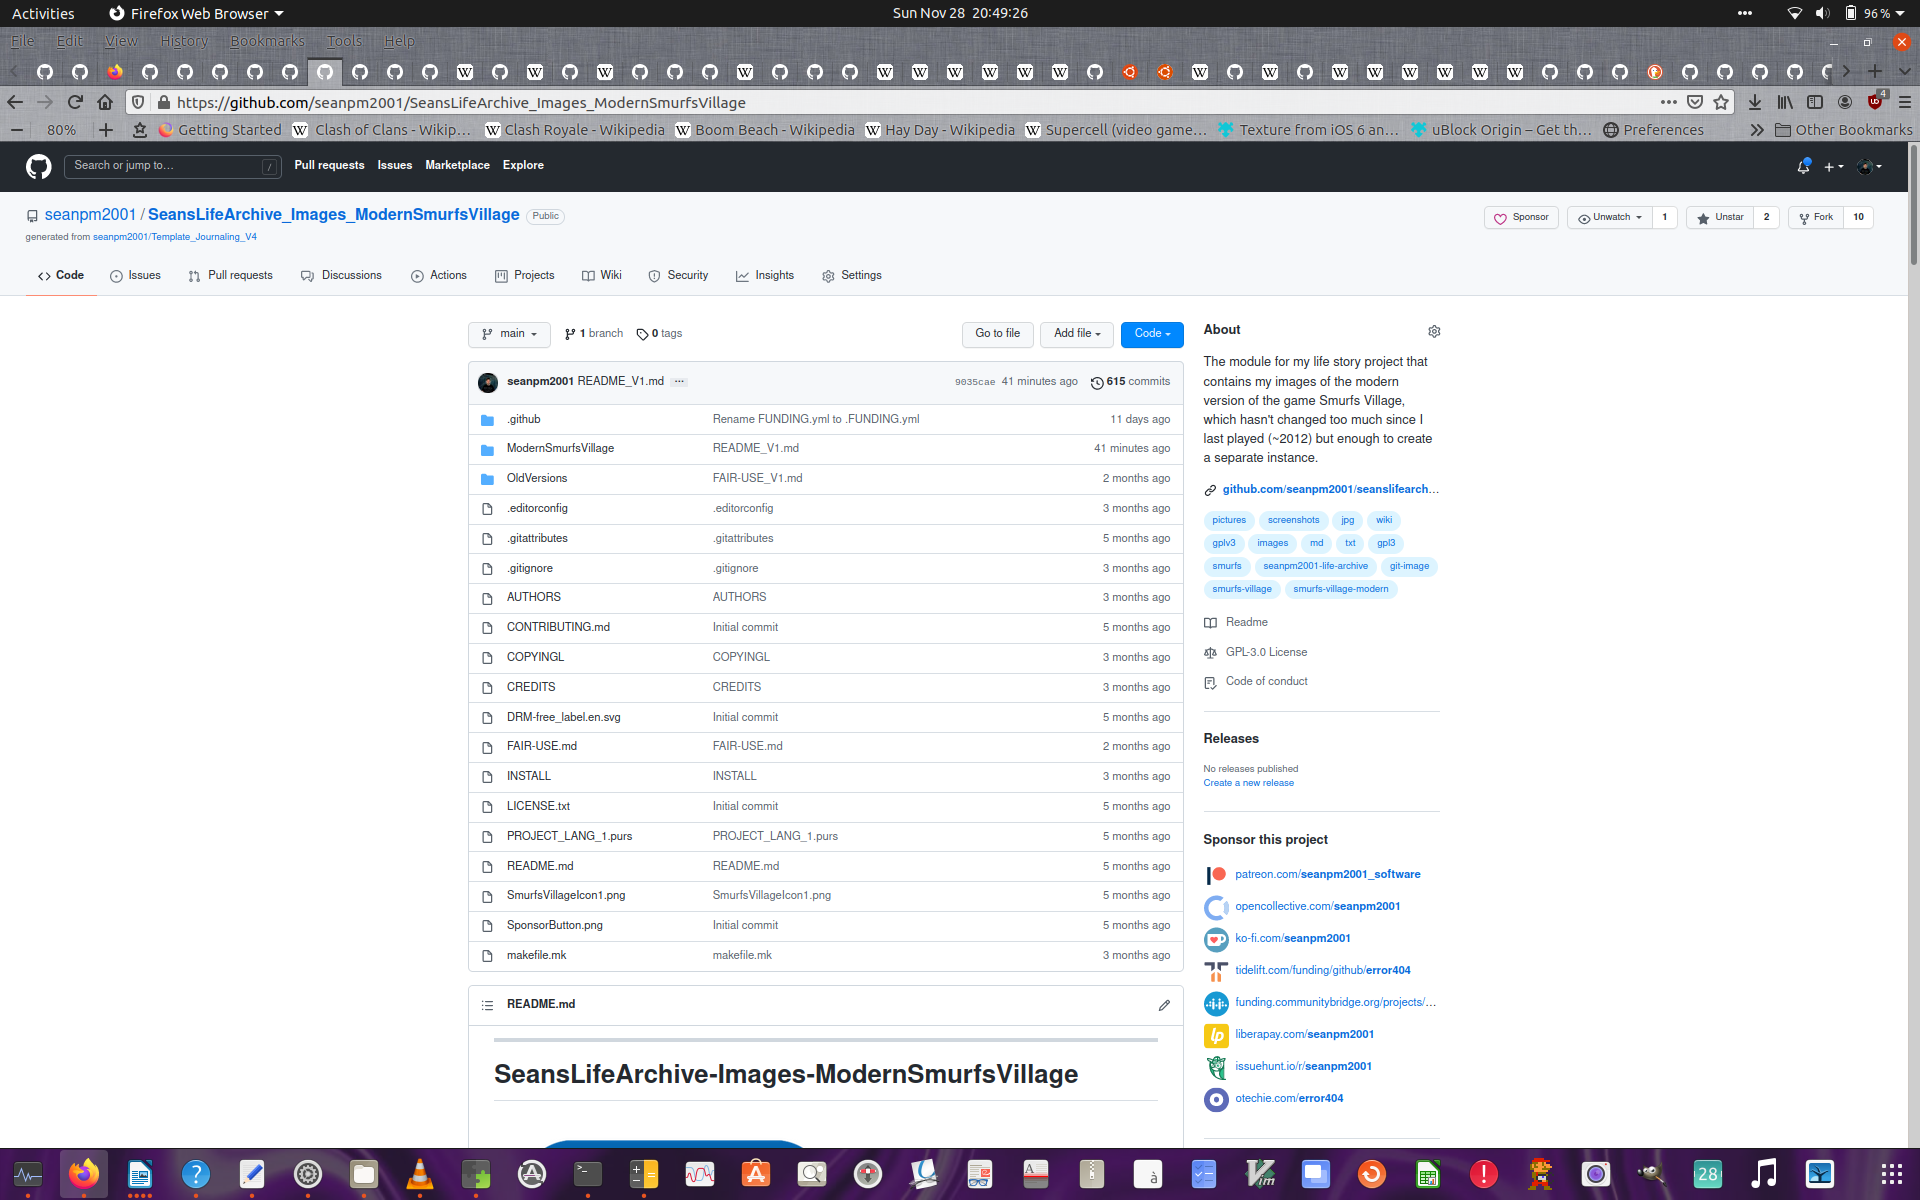 Activities Firefox Web Browser Sun Nov 28 20:49:26 96 %
File Edit View History Bookmarks Tools Help
https://github.com/seanpm2001/SeansLifeArchive_Images_ModernSmurfsVillage 4
80% Getting Started Clash of Clans - Wikip… Clash Royale - Wikipedia Boom Beach - Wikipedia Hay Day - Wikipedia Supercell (video game… Texture from iOS 6 an… uBlock Origin – Get th… Preferences Other Bookmarks
Search or jump to… / Pull requests Issues Marketplace Explore
seanpm2001 / SeansLifeArchive_Images_ModernSmurfsVillage Public Sponsor Unwatch 1 Unstar 2 Fork 10
generated from seanpm2001/Template_Journaling_V4
Code Issues Pull requests Discussions Actions Projects Wiki Security Insights Settings
main 1 branch 0 tags Go to file Add file Code
seanpm2001 README_V1.md ... 9035cae 41 minutes ago 615 commits
.github Rename FUNDING.yml to .FUNDING.yml 11 days ago
ModernSmurfsVillage README_V1.md 41 minutes ago
OldVersions FAIR-USE_V1.md 2 months ago
.editorconfig .editorconfig 3 months ago
.gitattributes .gitattributes 5 months ago
.gitignore .gitignore 3 months ago
AUTHORS AUTHORS 3 months ago
CONTRIBUTING.md Initial commit 5 months ago
COPYINGL COPYINGL 3 months ago
CREDITS CREDITS 3 months ago
DRM-free_label.en.svg Initial commit 5 months ago
FAIR-USE.md FAIR-USE.md 2 months ago
INSTALL INSTALL 3 months ago
LICENSE.txt Initial commit 5 months ago
PROJECT_LANG_1.purs PROJECT_LANG_1.purs 5 months ago
README.md README.md 5 months ago
SmurfsVillageIcon1.png SmurfsVillageIcon1.png 5 months ago
SponsorButton.png Initial commit 5 months ago
makefile.mk makefile.mk 3 months ago
README.md
SeansLifeArchive-Images-ModernSmurfsVillage
About
The module for my life story project that
contains my images of the modern
version of the game Smurfs Village,
which hasn't changed too much since I
last played (~2012) but enough to create
a separate instance.
github.com/seanpm2001/seanslifearch…
pictures screenshots jpg wiki
gplv3 images md txt gpl3
smurfs seanpm2001-life-archive git-image
smurfs-village smurfs-village-modern
Readme
GPL-3.0 License
Code of conduct
Releases
No releases published
Create a new release
Sponsor this project
patreon.com/seanpm2001_software
opencollective.com/seanpm2001
ko-fi.com/seanpm2001
tidelift.com/funding/github/error404
funding.communitybridge.org/projects/…
lp liberapay.com/seanpm2001
issuehunt.io/r/seanpm2001
otechie.com/error404
28